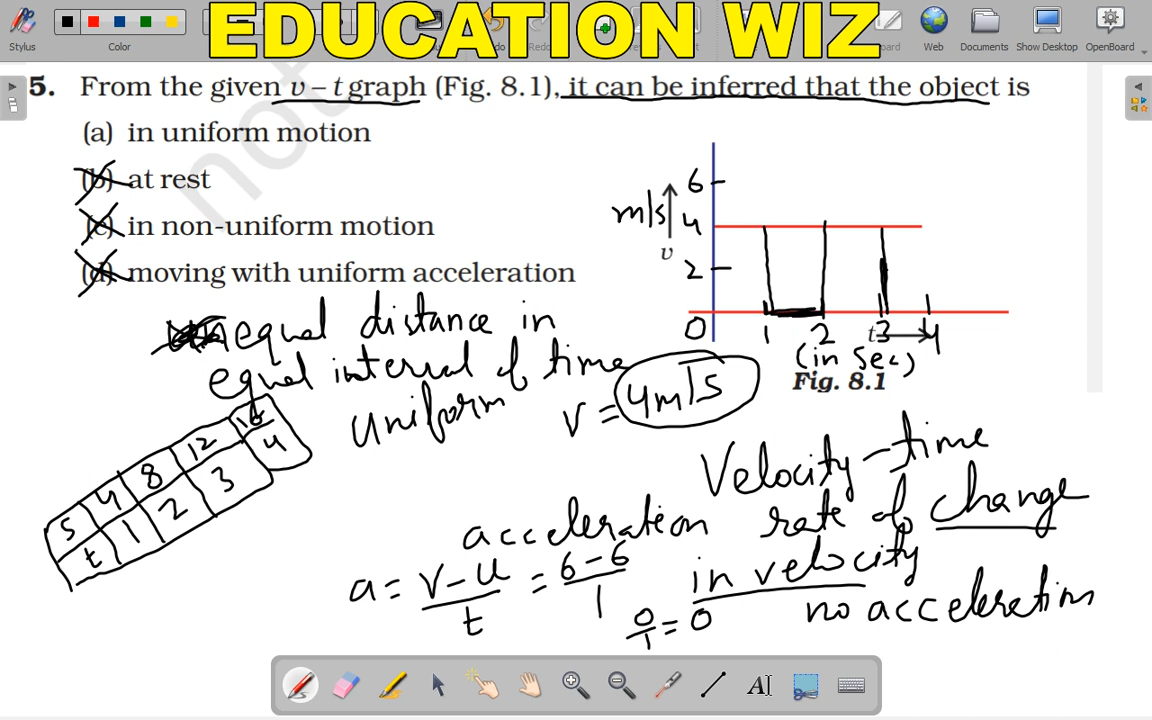 EDUCATION WIZ
Stylus
Color
Redo
Web
Documents
Show Desktop
OpenBoard
not
5. From the given v – t graph (Fig. 8.1), it can be inferred that the object is
(a) in uniform motion
(b) at rest
(c) in non-uniform motion
(d) moving with uniform acceleration
6
m/s
4
v
2
0
1 2 t 3 4
(in Sec)
Fig. 8.1
equal distance in
equal interval of time
uniform
v = 4m/s
S 4 8 12 16
t 1 2 3 4
Velocity-time
acceleration rate of change
in velocity
a = v-u/t = 6-6/1
0/1 = 0
no acceleration
AI